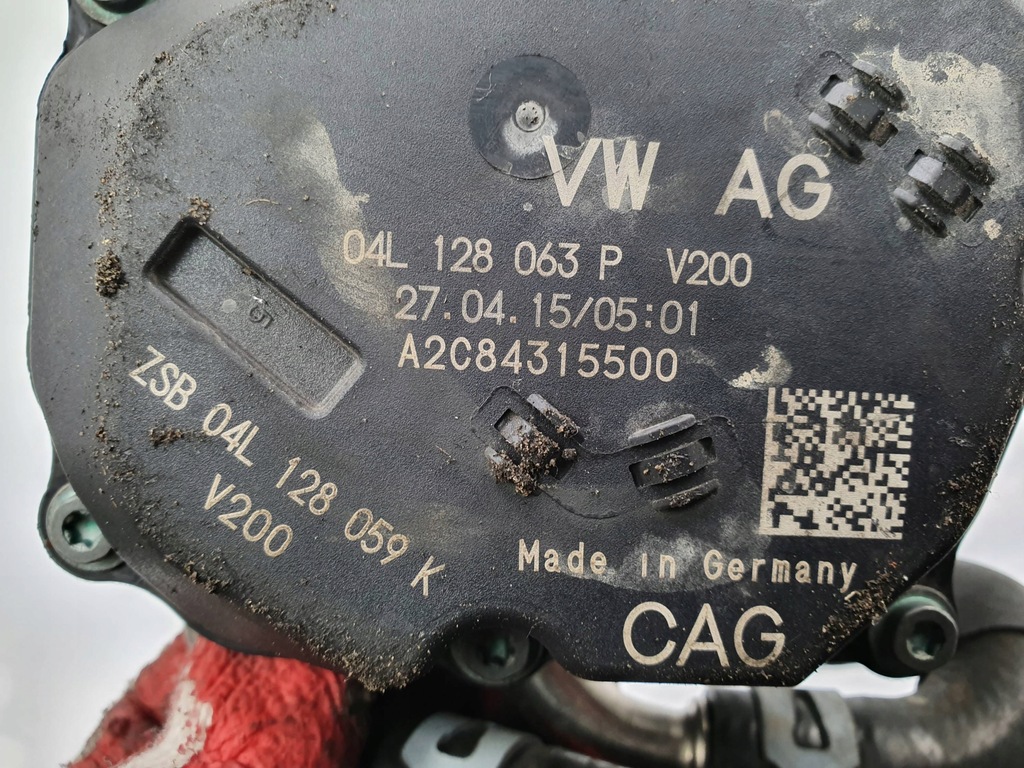 VW AG
04L 128 063 P V200
27.04.15/05:01
A2C84315500
ZSB 04L 128 059 K
V200
Made in Germany
CAG